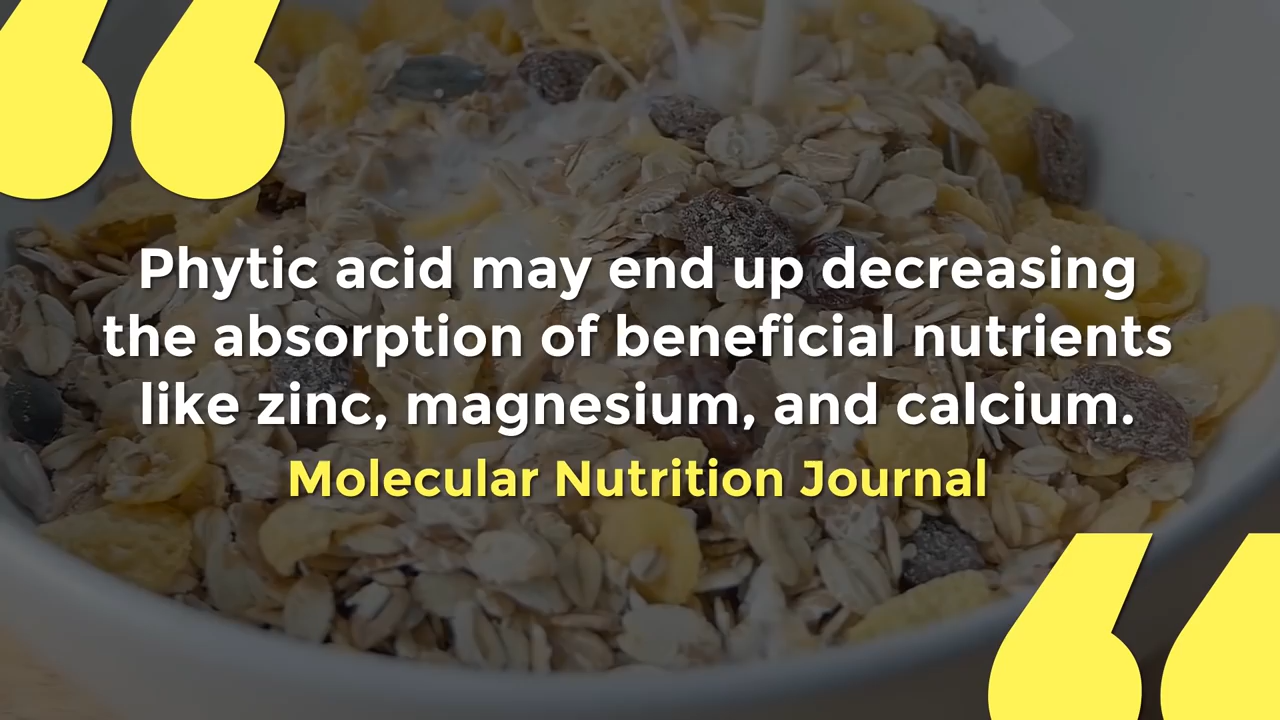 Phytic acid may end up decreasing
the absorption of beneficial nutrients
like zinc, magnesium, and calcium.
Molecular Nutrition Journal